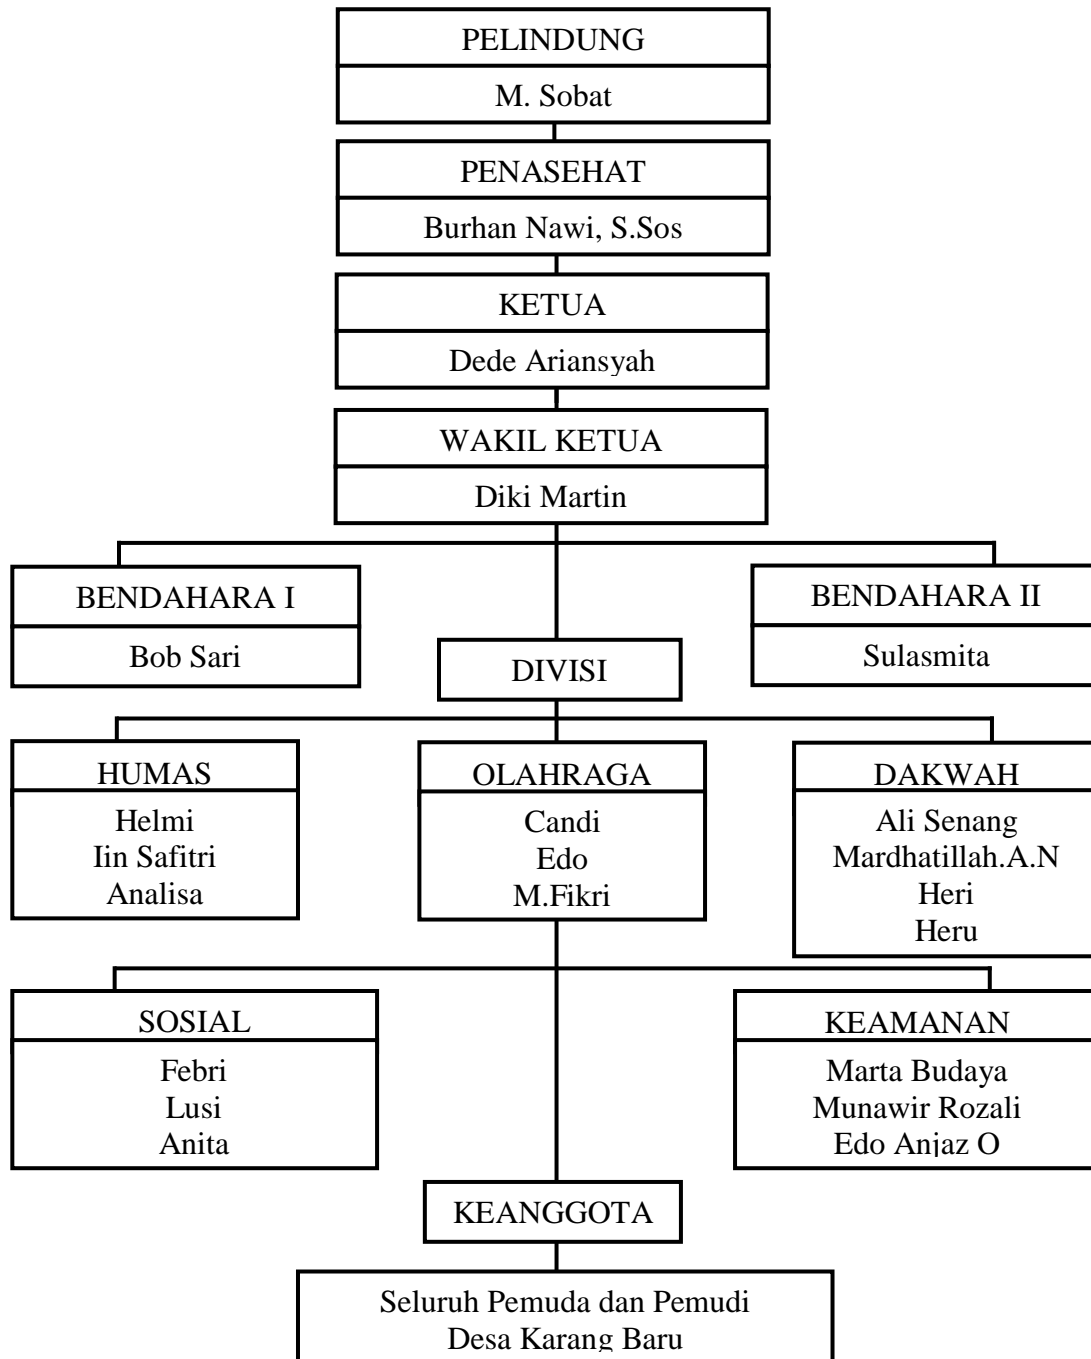 PELINDUNG
M. Sobat
PENASEHAT
Burhan Nawi, S.Sos
KETUA
Dede Ariansyah
WAKIL KETUA
Diki Martin
BENDAHARA I
Bob Sari
BENDAHARA II
Sulasmita
DIVISI
HUMAS
Helmi
Iin Safitri
Analisa
OLAHRAGA
Candi
Edo
M.Fikri
DAKWAH
Ali Senang
Mardhatillah.A.N
Heri
Heru
SOSIAL
Febri
Lusi
Anita
KEAMANAN
Marta Budaya
Munawir Rozali
Edo Anjaz O
KEANGGOTA
Seluruh Pemuda dan Pemudi
Desa Karang Baru